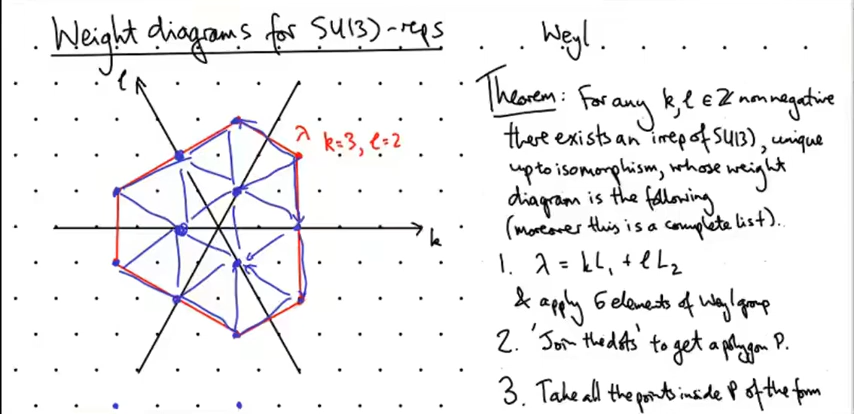 Weight diagrams for SU(3)-reps
Weyl
l
λ k=3, l=2
k
Theorem: For any k, l ∈ ℤ nonnegative
there exists an irrep of SU(3), unique
up to isomorphism, whose weight
diagram is the following
(moreover this is a complete list).
1. λ = kL₁ + lL₂
& apply 6 elements of Weyl group
2. 'Join the dots' to get a polygon P.
3. Take all the points inside P of the form